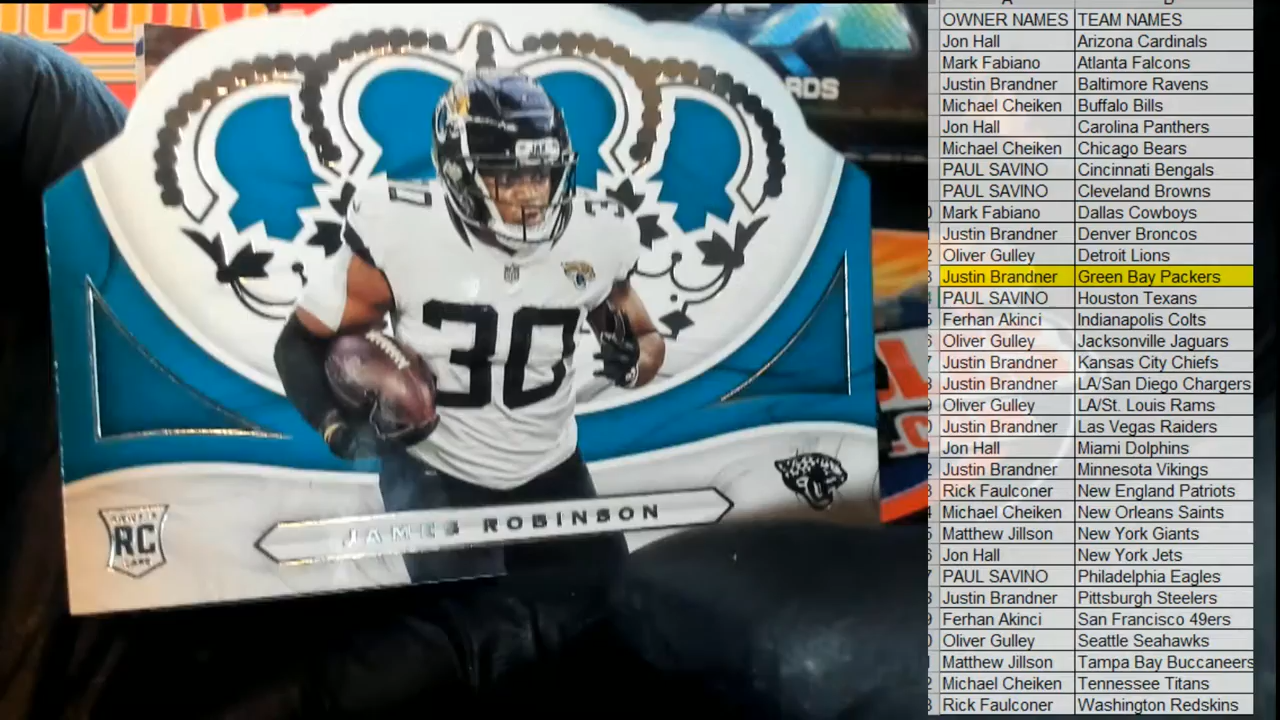 RDS
30
3
30
RC
JAMES ROBINSON
OWNER NAMES TEAM NAMES
Jon Hall Arizona Cardinals
Mark Fabiano Atlanta Falcons
Justin Brandner Baltimore Ravens
Michael Cheiken Buffalo Bills
Jon Hall Carolina Panthers
Michael Cheiken Chicago Bears
PAUL SAVINO Cincinnati Bengals
PAUL SAVINO Cleveland Browns
Mark Fabiano Dallas Cowboys
Justin Brandner Denver Broncos
Oliver Gulley Detroit Lions
Justin Brandner Green Bay Packers
PAUL SAVINO Houston Texans
Ferhan Akinci Indianapolis Colts
Oliver Gulley Jacksonville Jaguars
Justin Brandner Kansas City Chiefs
Justin Brandner LA/San Diego Chargers
Oliver Gulley LA/St. Louis Rams
Justin Brandner Las Vegas Raiders
Jon Hall Miami Dolphins
Justin Brandner Minnesota Vikings
Rick Faulconer New England Patriots
Michael Cheiken New Orleans Saints
Matthew Jillson New York Giants
Jon Hall New York Jets
PAUL SAVINO Philadelphia Eagles
Justin Brandner Pittsburgh Steelers
Ferhan Akinci San Francisco 49ers
Oliver Gulley Seattle Seahawks
Matthew Jillson Tampa Bay Buccaneers
Michael Cheiken Tennessee Titans
Rick Faulconer Washington Redskins